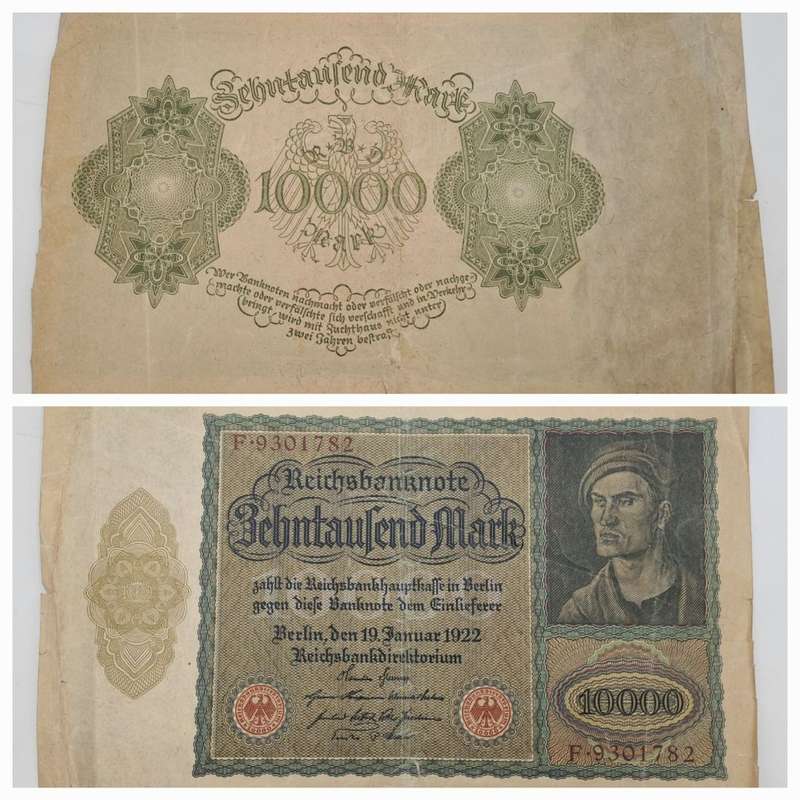 Zehntausend Mark
R B D
10000
Mark
Wer Banknoten nachmacht oder verfälscht oder nachge-
machte oder verfälschte sich verschafft und in Verkehr
bringt, wird mit Zuchthaus nicht unter
zwei Jahren bestraft
F·9301782
Reichsbanknote
Zehntausend Mark
zahlt die Reichsbankhauptkasse in Berlin
gegen diese Banknote dem Einlieferer
Berlin, den 19. Januar 1922
Reichsbankdirektorium
10000
F·9301782